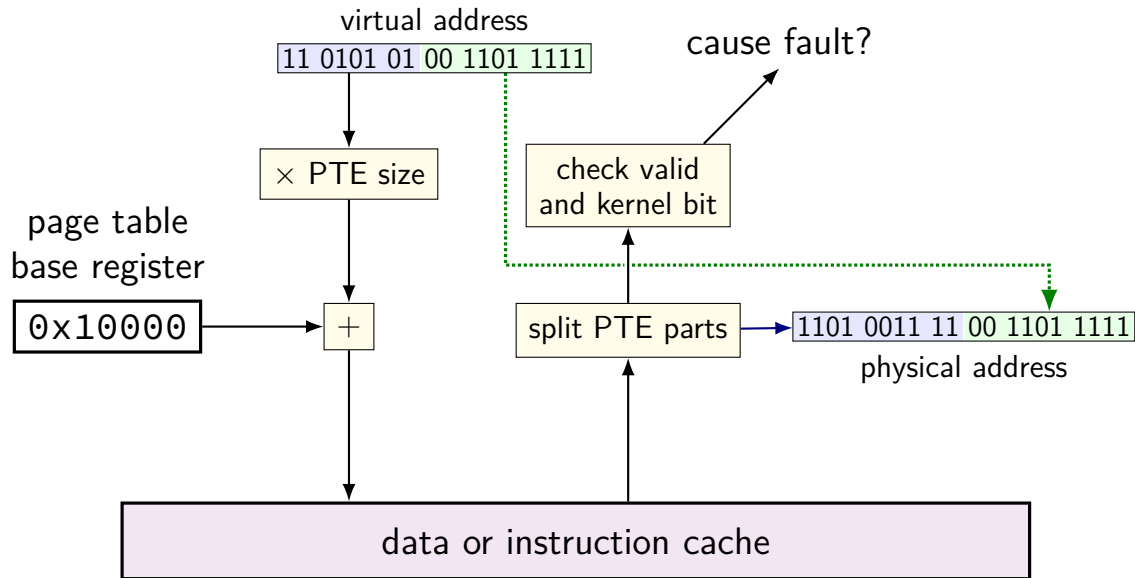 virtual address
11 0101 01 00 1101 1111
cause fault?
× PTE size
check valid
and kernel bit
page table
base register
0x10000
+
split PTE parts
1101 0011 11 00 1101 1111
physical address
data or instruction cache